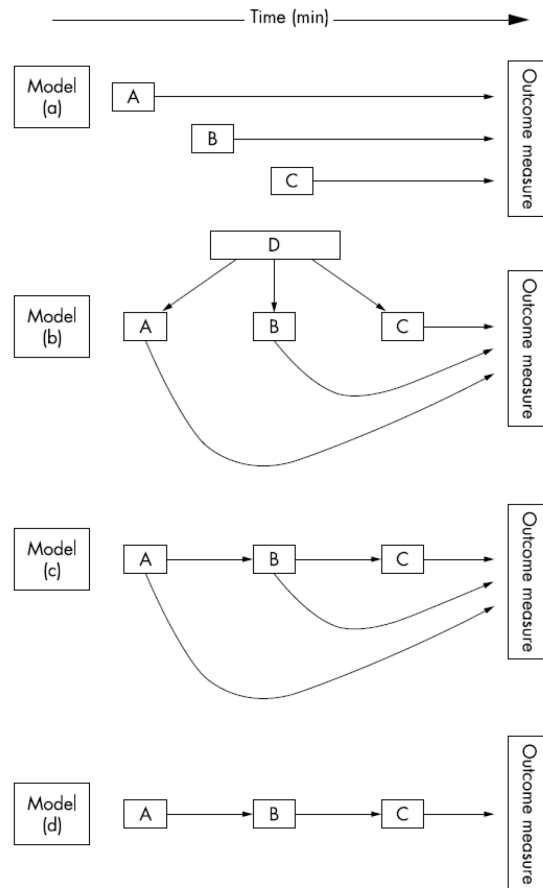 Time (min)
Model
(a)
A
B
C
Outcome measure
D
Model
(b)
A
B
C
Outcome measure
Model
(c)
A
B
C
Outcome measure
Model
(d)
A
B
C
Outcome measure